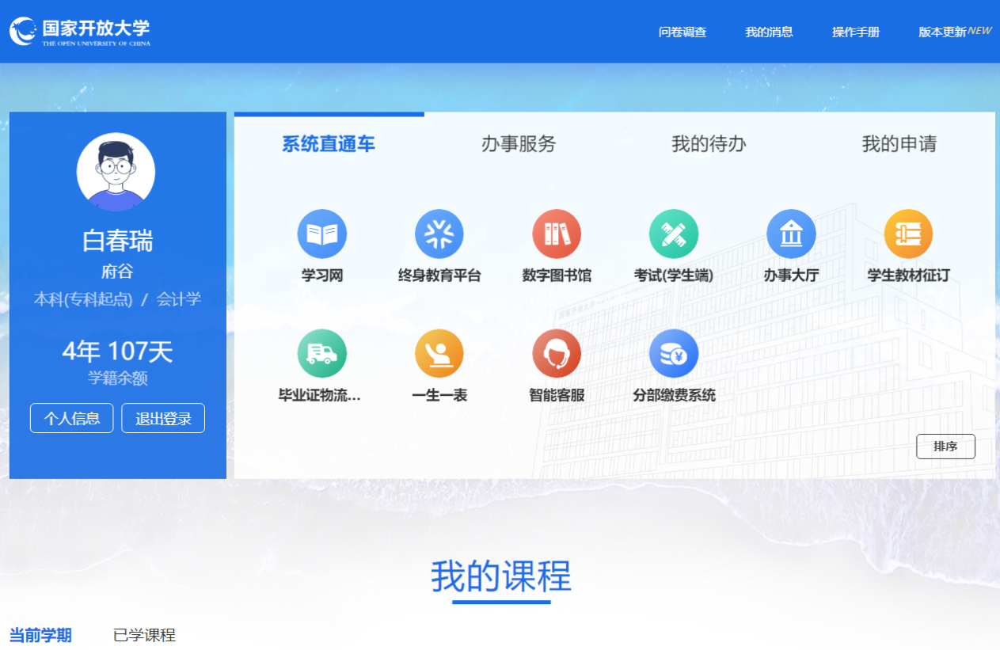 国家开放大学
THE OPEN UNIVERSITY OF CHINA
问卷调查 我的消息 操作手册 版本更新NEW
系统直通车 办事服务 我的待办 我的申请
白春瑞
府谷
本科(专科起点) / 会计学
4年 107天
学籍余额
个人信息 退出登录
学习网 终身教育平台 数字图书馆 考试(学生端) 办事大厅 学生教材征订
毕业证物流... 一生一表 智能客服 分部缴费系统
排序
我的课程
当前学期 已学课程